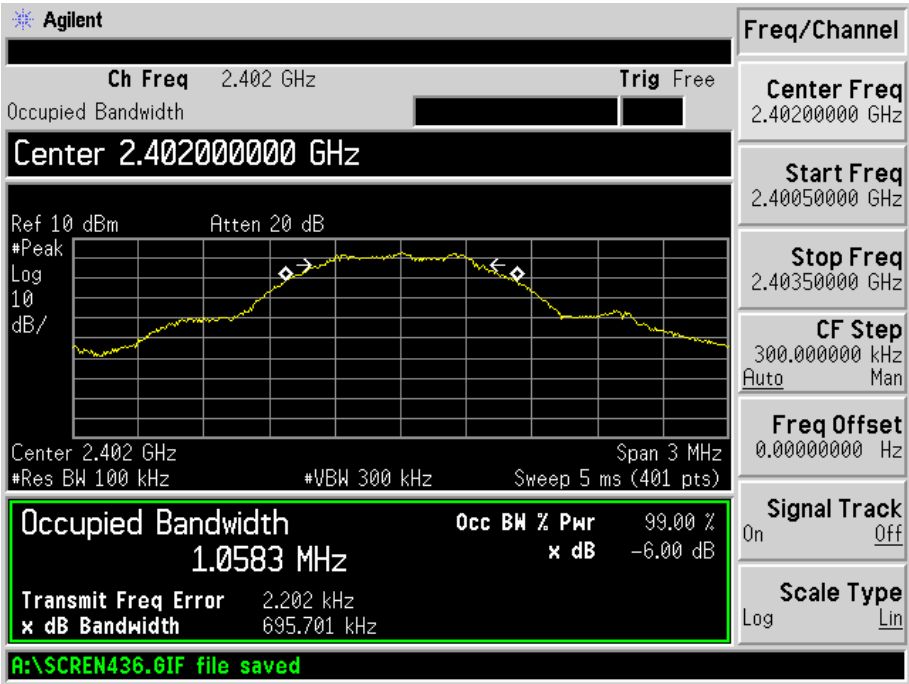 Agilent
Ch Freq 2.402 GHz Trig Free
Occupied Bandwidth
Center 2.402000000 GHz
Ref 10 dBm Atten 20 dB
#Peak
Log
10
dB/
Center 2.402 GHz Span 3 MHz
#Res BW 100 kHz #VBW 300 kHz Sweep 5 ms (401 pts)
Occupied Bandwidth Occ BW % Pwr 99.00 %
1.0583 MHz x dB -6.00 dB
Transmit Freq Error 2.202 kHz
x dB Bandwidth 695.701 kHz
A:\SCREN436.GIF file saved
Freq/Channel
Center Freq
2.40200000 GHz
Start Freq
2.40050000 GHz
Stop Freq
2.40350000 GHz
CF Step
300.000000 kHz
Auto Man
Freq Offset
0.00000000 Hz
Signal Track
On Off
Scale Type
Log Lin